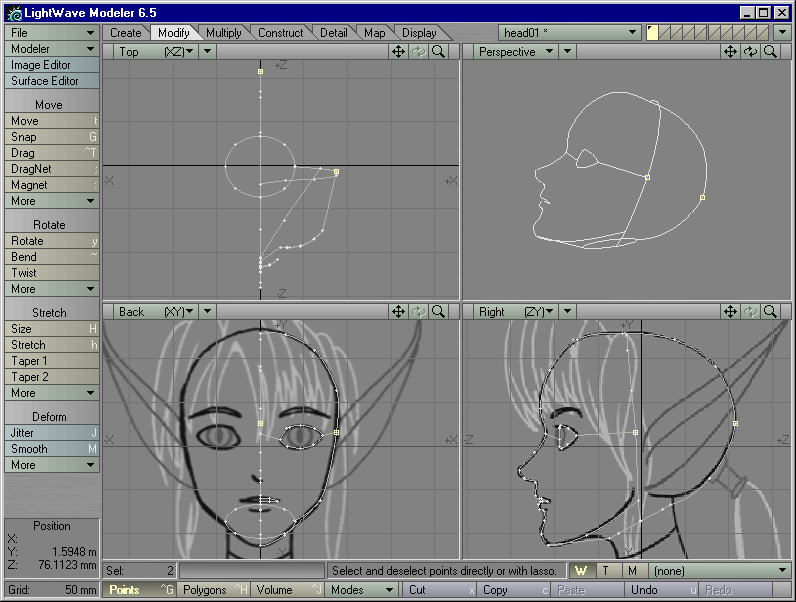 LightWave Modeler 6.5
File
Create Modify Multiply Construct Detail Map Display
head01 *
Modeler
Top (XZ)
Perspective
Image Editor
Surface Editor
Move
Move t
Snap G
Drag ^T
DragNet ;
Magnet :
More
Rotate
Rotate y
Bend ~
Twist
More
Stretch
Size H
Stretch h
Taper 1
Taper 2
More
Deform
Jitter J
Smooth M
More
+Z
-X
+X
-Z
Back (XY)
Right (ZY)
+Y
-X
+X
-Y
+Y
-Z
+Z
-Y
Position
X:
Y: 1.5948 m
Z: 76.1123 mm
Sel: 2
Select and deselect points directly or with lasso.
W T M (none)
Grid: 50 mm
Points ^G Polygons ^H Volume ^J Modes Cut x Copy c Paste v Undo u Redo